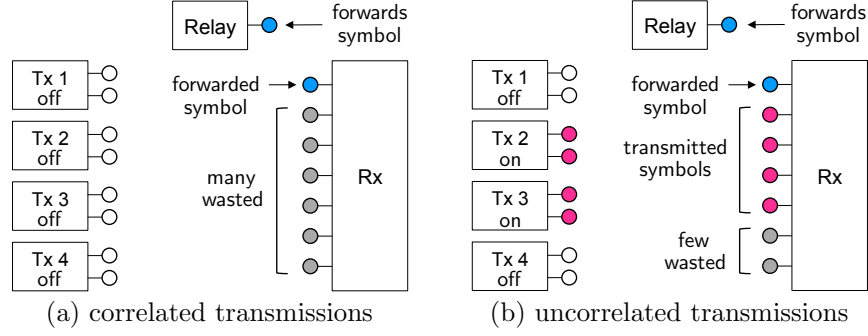 Relay
forwards
symbol
Tx 1
off
Tx 2
off
Tx 3
off
Tx 4
off
forwarded
symbol
many
wasted
Rx
(a) correlated transmissions
Relay
forwards
symbol
Tx 1
off
Tx 2
on
Tx 3
on
Tx 4
off
forwarded
symbol
transmitted
symbols
few
wasted
Rx
(b) uncorrelated transmissions